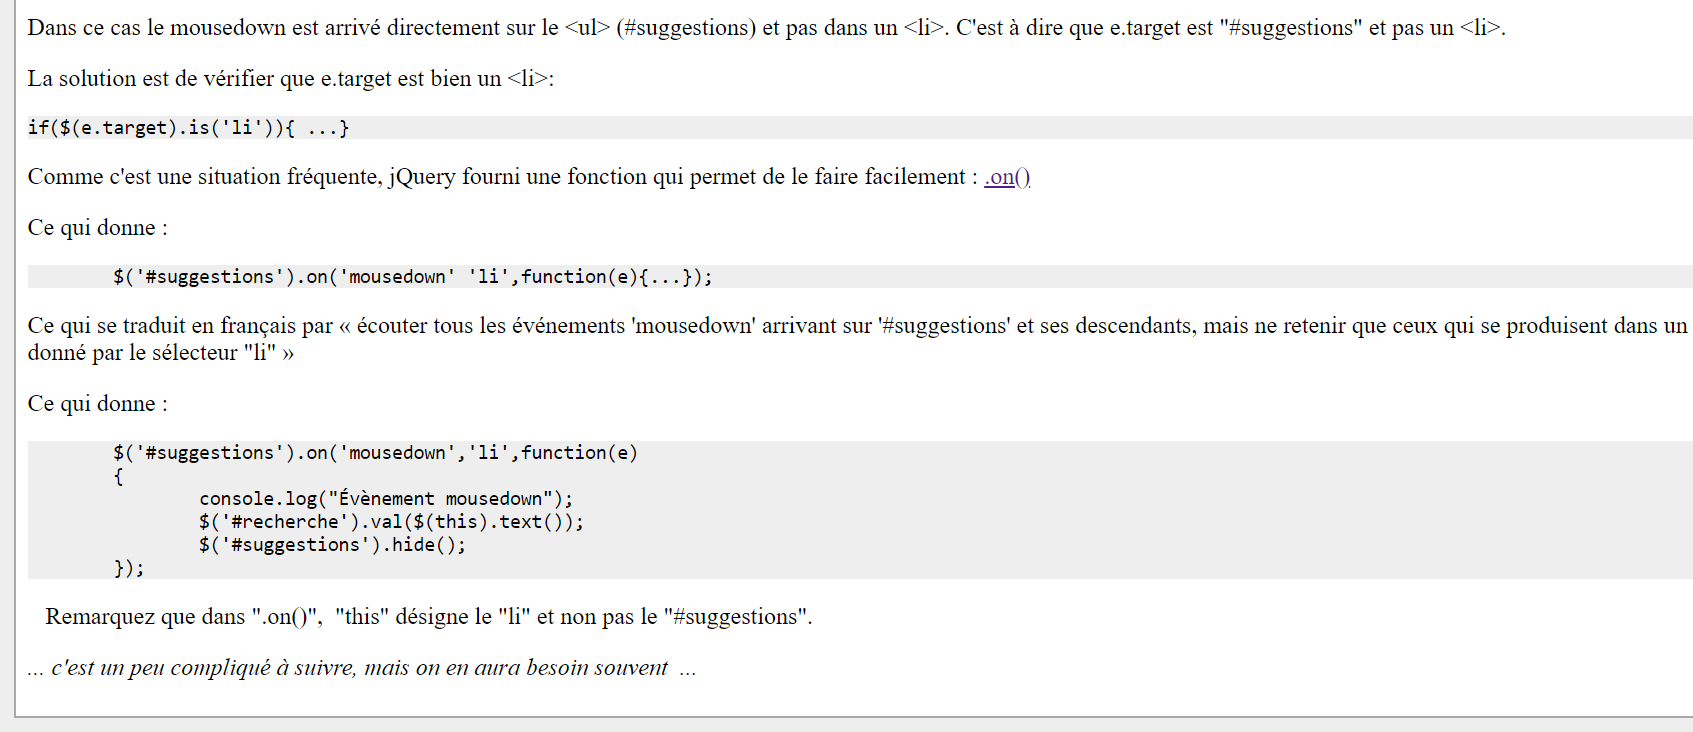 Dans ce cas le mousedown est arrivé directement sur le <ul> (#suggestions) et pas dans un <li>. C'est à dire que e.target est "#suggestions" et pas un <li>.
La solution est de vérifier que e.target est bien un <li>:
if($(e.target).is('li')){ ...}
Comme c'est une situation fréquente, jQuery fourni une fonction qui permet de le faire facilement : .on()
Ce qui donne :
$('#suggestions').on('mousedown' 'li',function(e){...});
Ce qui se traduit en français par « écouter tous les événements 'mousedown' arrivant sur '#suggestions' et ses descendants, mais ne retenir que ceux qui se produisent dans un
donné par le sélecteur "li" »
Ce qui donne :
$('#suggestions').on('mousedown','li',function(e)
{
console.log("Évènement mousedown");
$('#recherche').val($(this).text());
$('#suggestions').hide();
});
Remarquez que dans ".on()", "this" désigne le "li" et non pas le "#suggestions".
... c'est un peu compliqué à suivre, mais on en aura besoin souvent ...